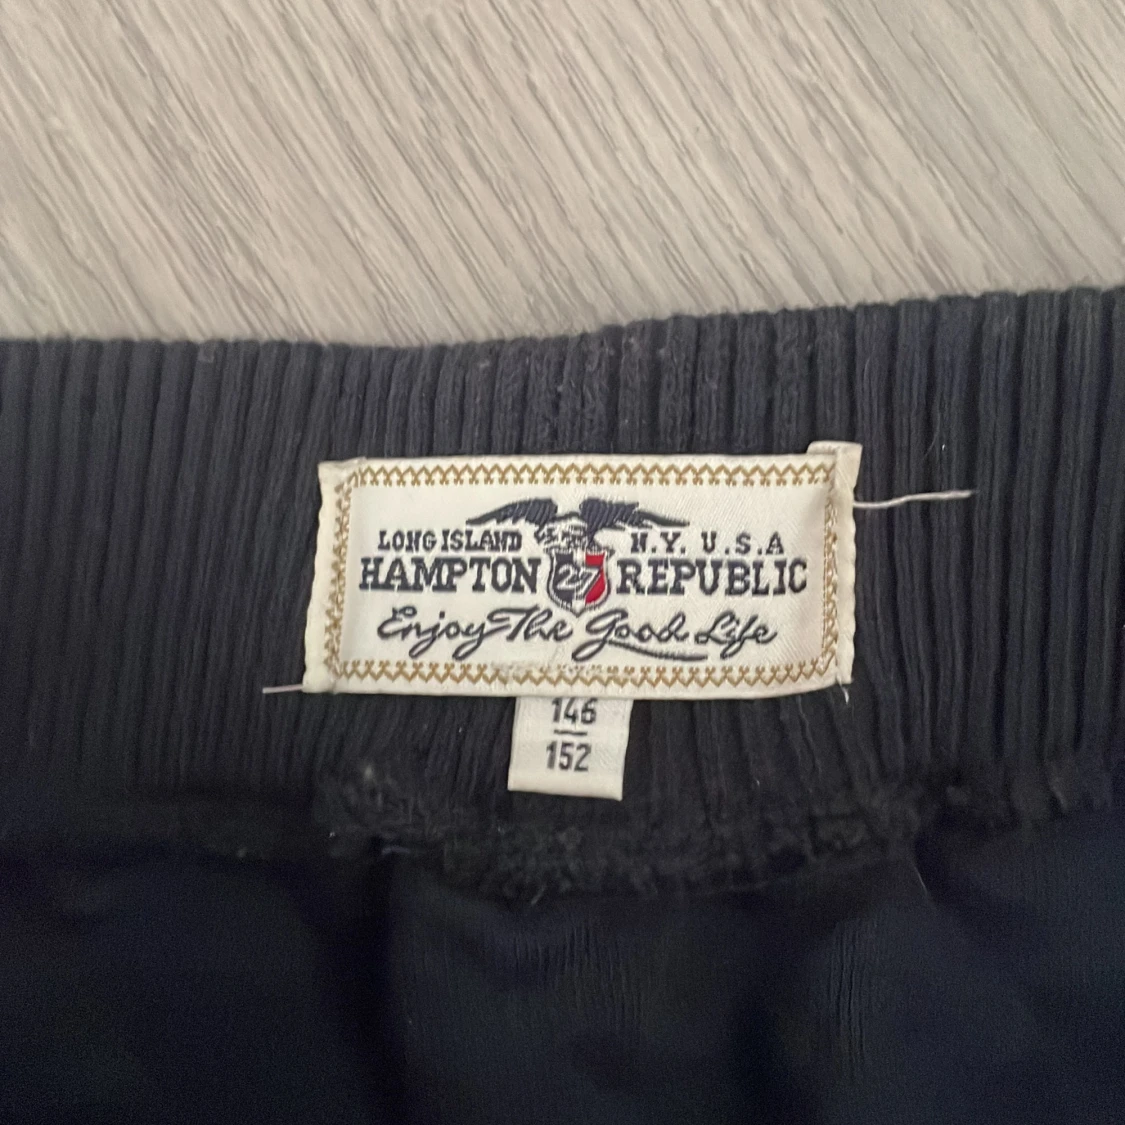 LONG ISLAND N.Y. U.S.A
HAMPTON 27 REPUBLIC
Enjoy The Good Life
146
152